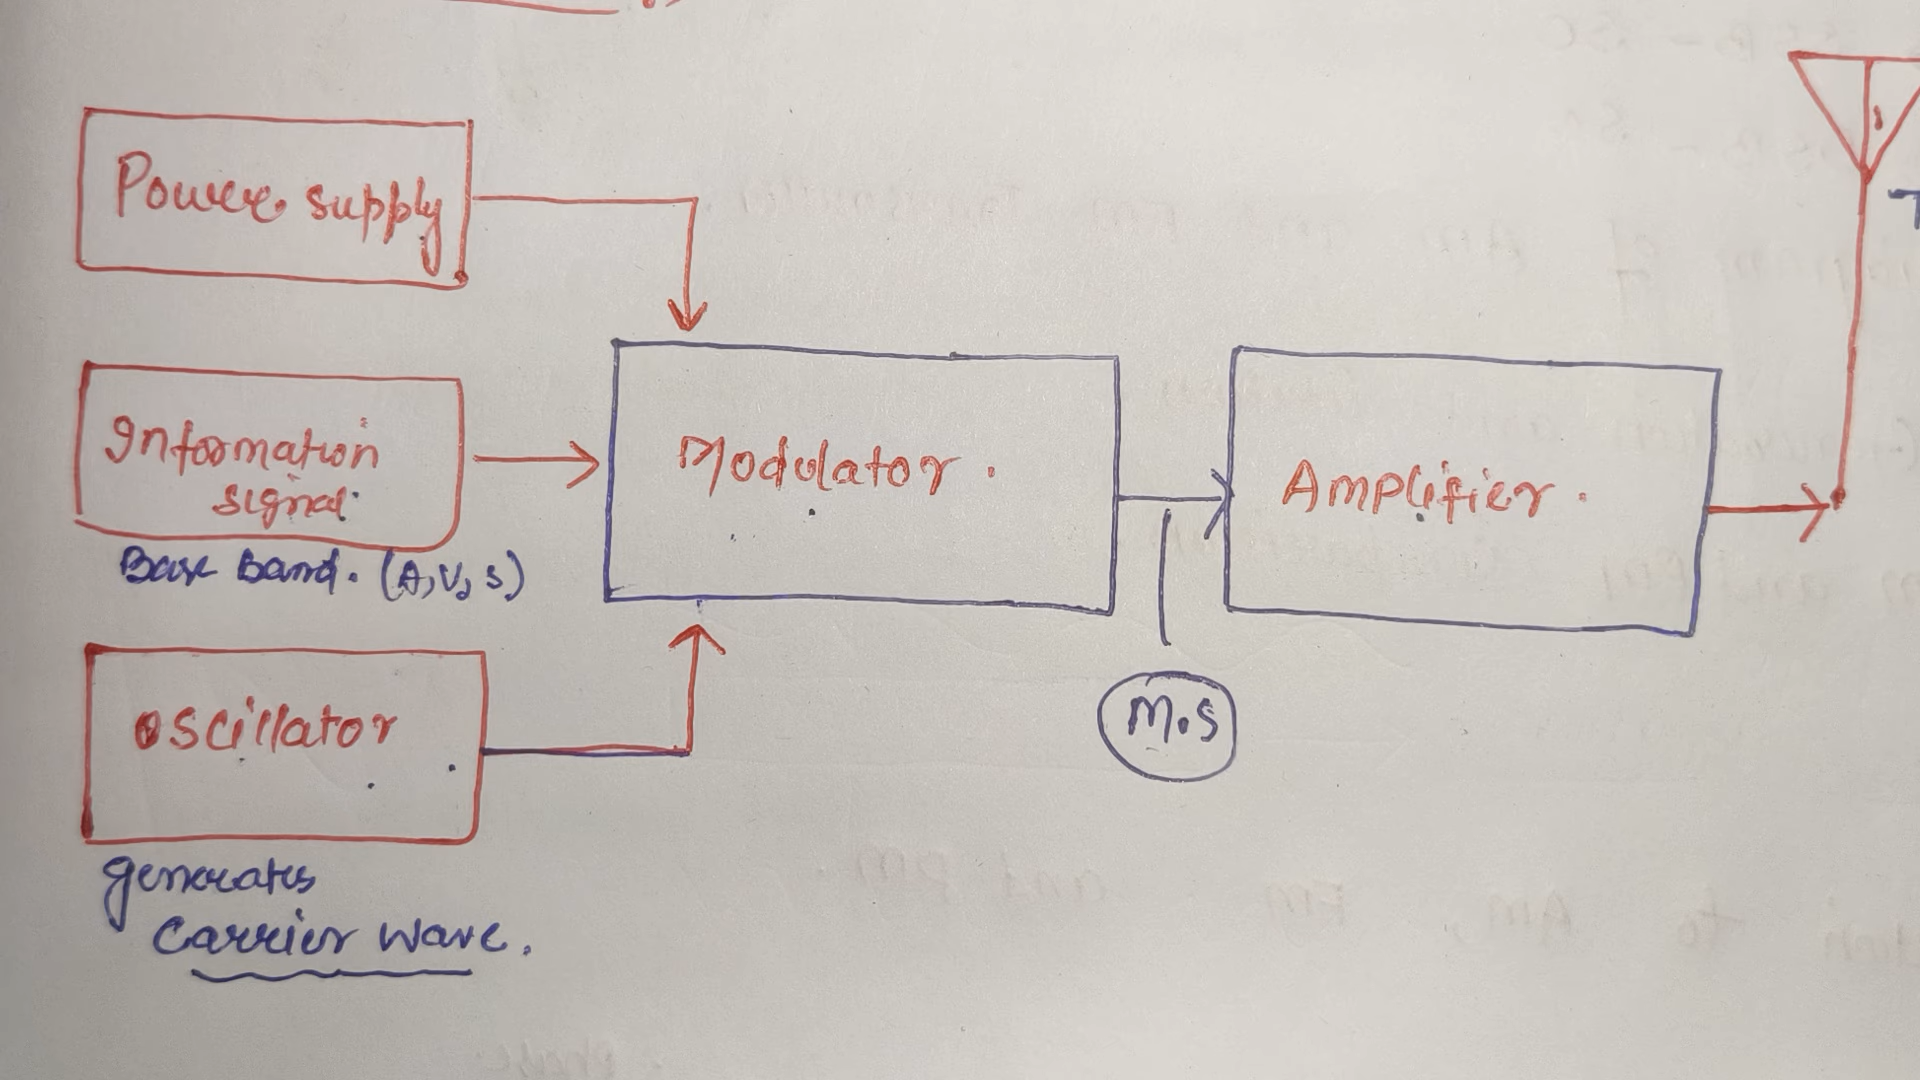 Power supply
Information
signal.
Base band. (A, V, S)
Oscillator
generates
carrier wave.
Modulator.
M.S
Amplifier.
T